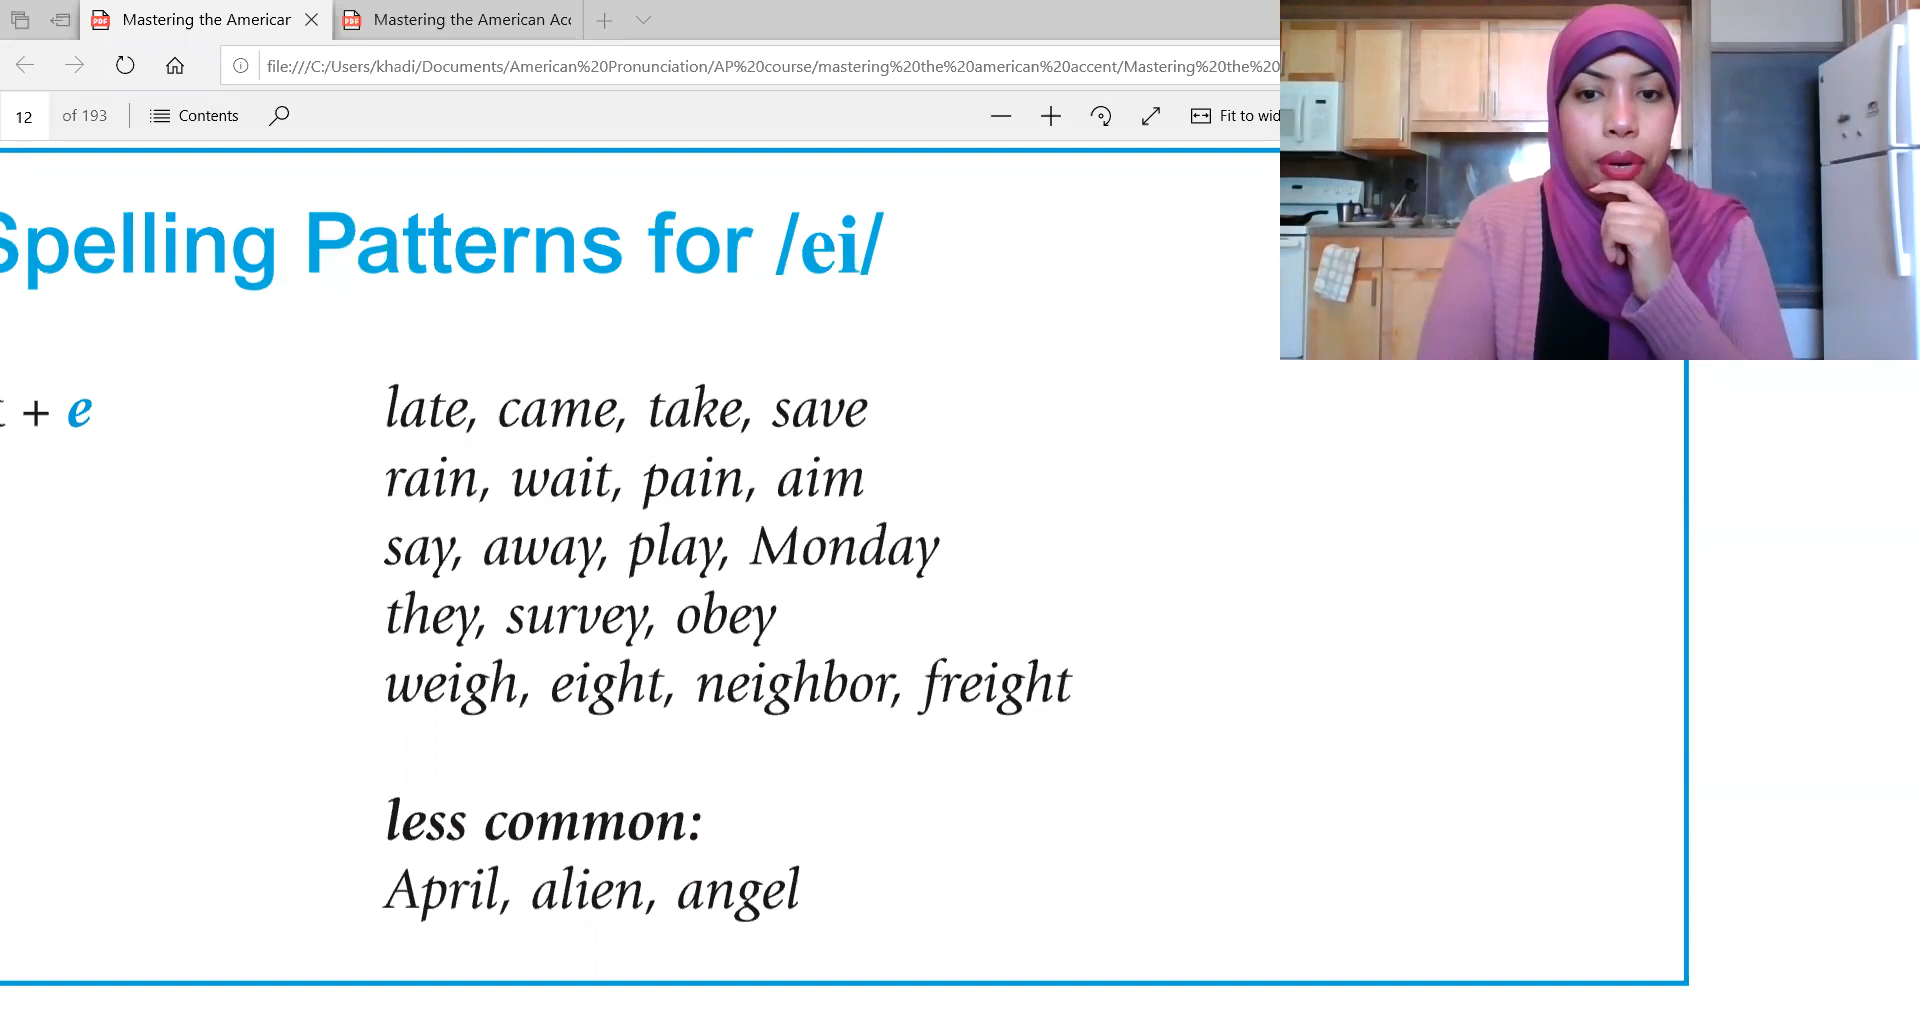 Mastering the American
Mastering the American Acc
file:///C:/Users/khadi/Documents/American%20Pronunciation/AP%20course/mastering%20the%20american%20accent/Mastering%20the%20
12 of 193 Contents Fit to wid
Spelling Patterns for /ei/
t + e
late, came, take, save
rain, wait, pain, aim
say, away, play, Monday
they, survey, obey
weigh, eight, neighbor, freight
less common:
April, alien, angel